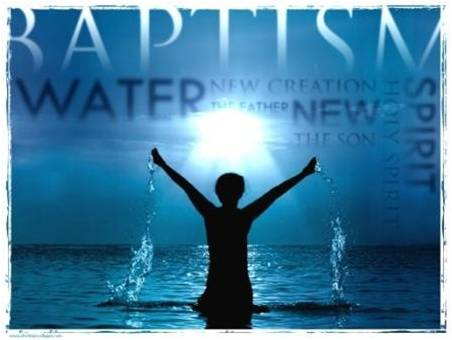 BAPTISM
WATER
NEW CREATION
THE FATHER
NEW
THE SON
HOLY SPIRIT
SPIRIT